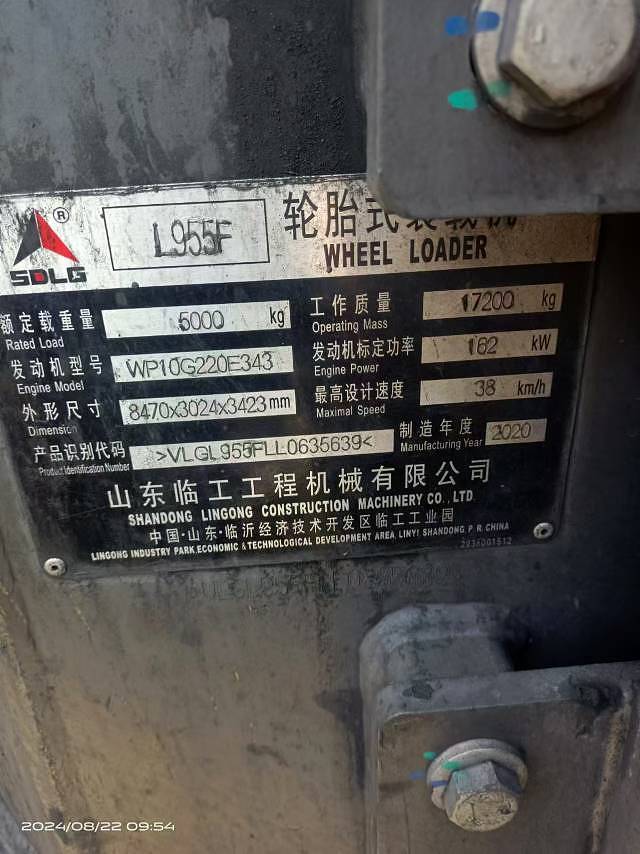 ®
SDLG
L955F
轮胎式装载机
WHEEL LOADER
额定载重量 5000 kg
Rated Load
工作质量 17200 kg
Operating Mass
发动机型号 WP10G220E343
Engine Model
发动机标定功率 162 kW
Engine Power
外形尺寸 8470x3024x3423 mm
Dimension
最高设计速度 38 km/h
Maximal Speed
产品识别代码 >VLGL955FLL0635639<
Product Identification Number
制造年度 2020
Manufacturing Year
山东临工工程机械有限公司
SHANDONG LINGONG CONSTRUCTION MACHINERY CO., LTD.
中国·山东·临沂经济技术开发区临工工业园
LINGONG INDUSTRY PARK,ECONOMIC & TECHNOLOGICAL DEVELOPMENT AREA, LINYI SHANDONG, P. R. CHINA
2936001512
2024/08/22 09:54